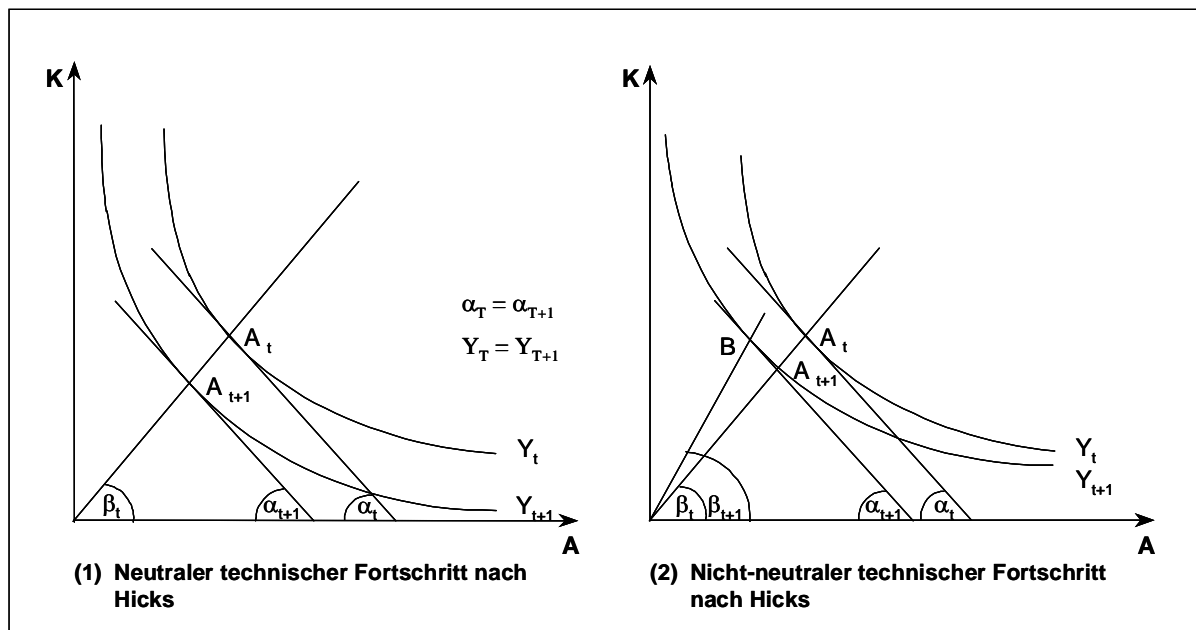 K
α_T = α_T+1
Y_T = Y_T+1
A_t
A_t+1
Y_t
Y_t+1
β_t
α_t+1
α_t
A
(1) Neutraler technischer Fortschritt nach
Hicks
K
B
A_t
A_t+1
Y_t
Y_t+1
β_t
β_t+1
α_t+1
α_t
A
(2) Nicht-neutraler technischer Fortschritt
nach Hicks